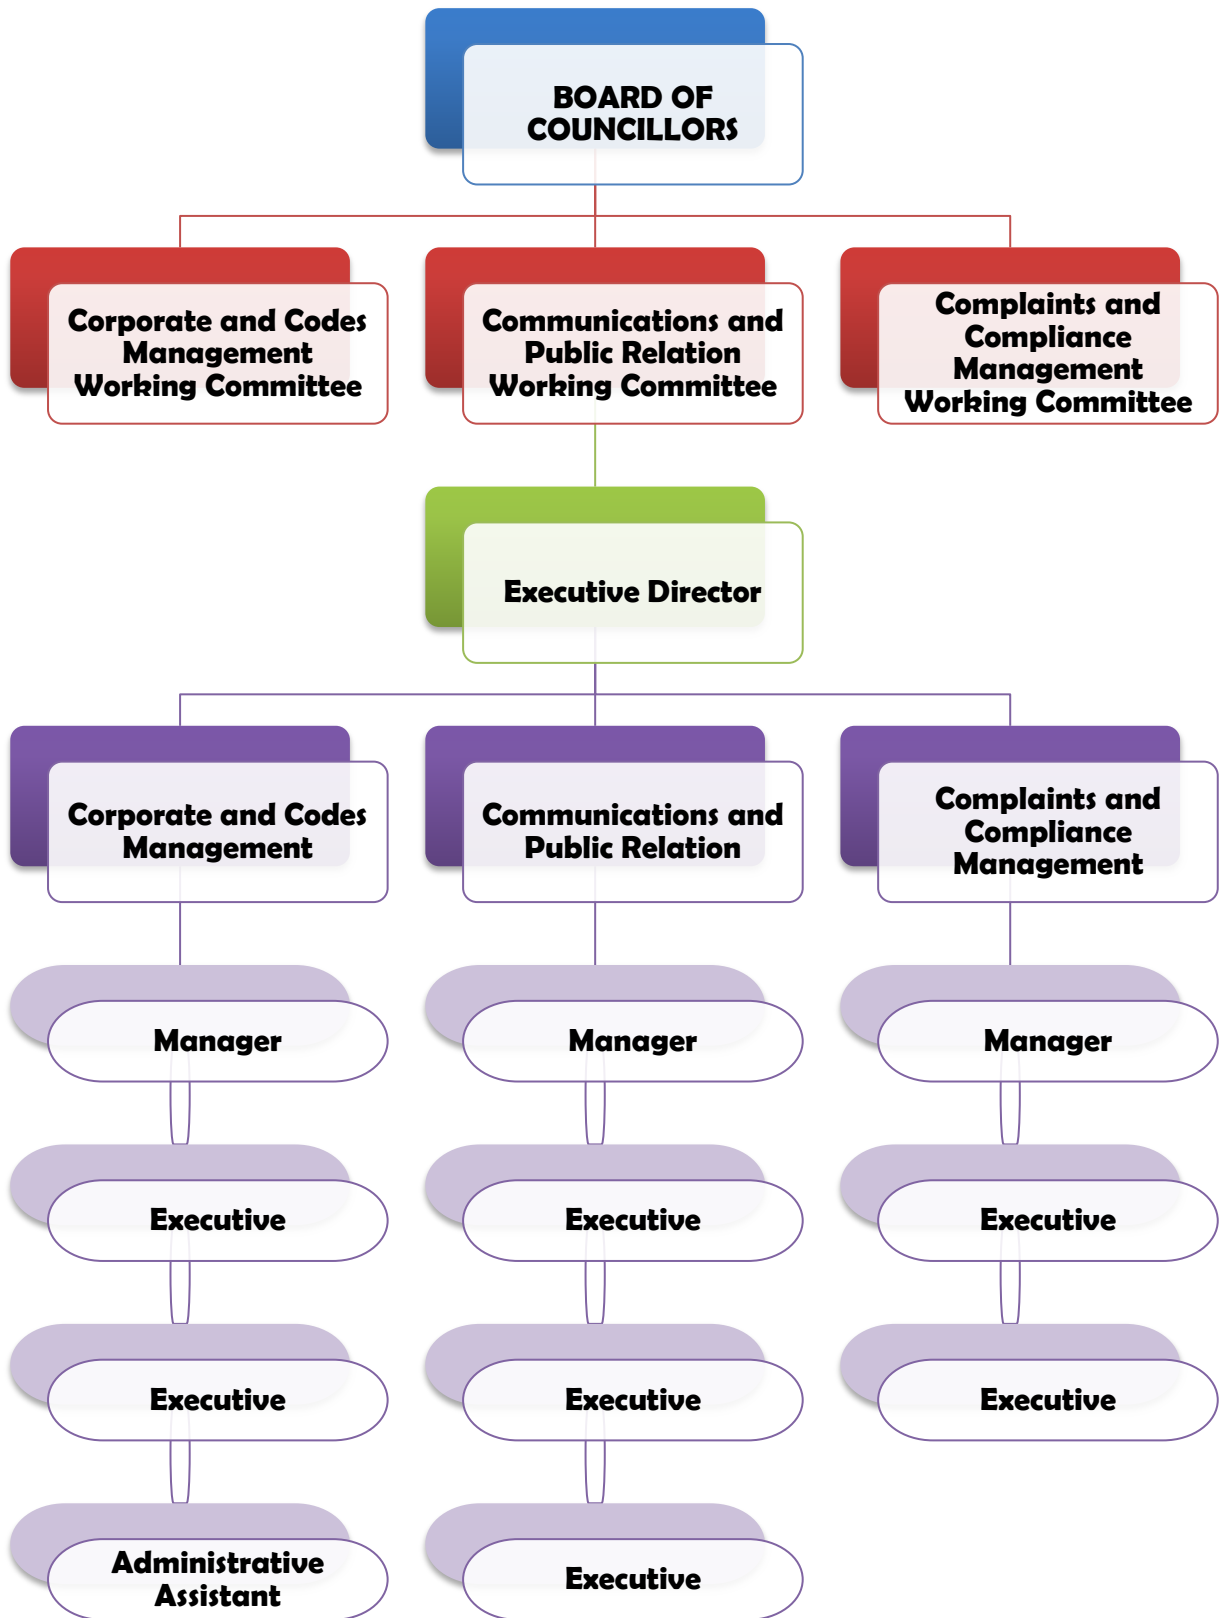 BOARD OF
COUNCILLORS
Corporate and Codes
Management
Working Committee
Communications and
Public Relation
Working Committee
Complaints and
Compliance
Management
Working Committee
Executive Director
Corporate and Codes
Management
Communications and
Public Relation
Complaints and
Compliance
Management
Manager
Manager
Manager
Executive
Executive
Executive
Executive
Executive
Executive
Administrative
Assistant
Executive